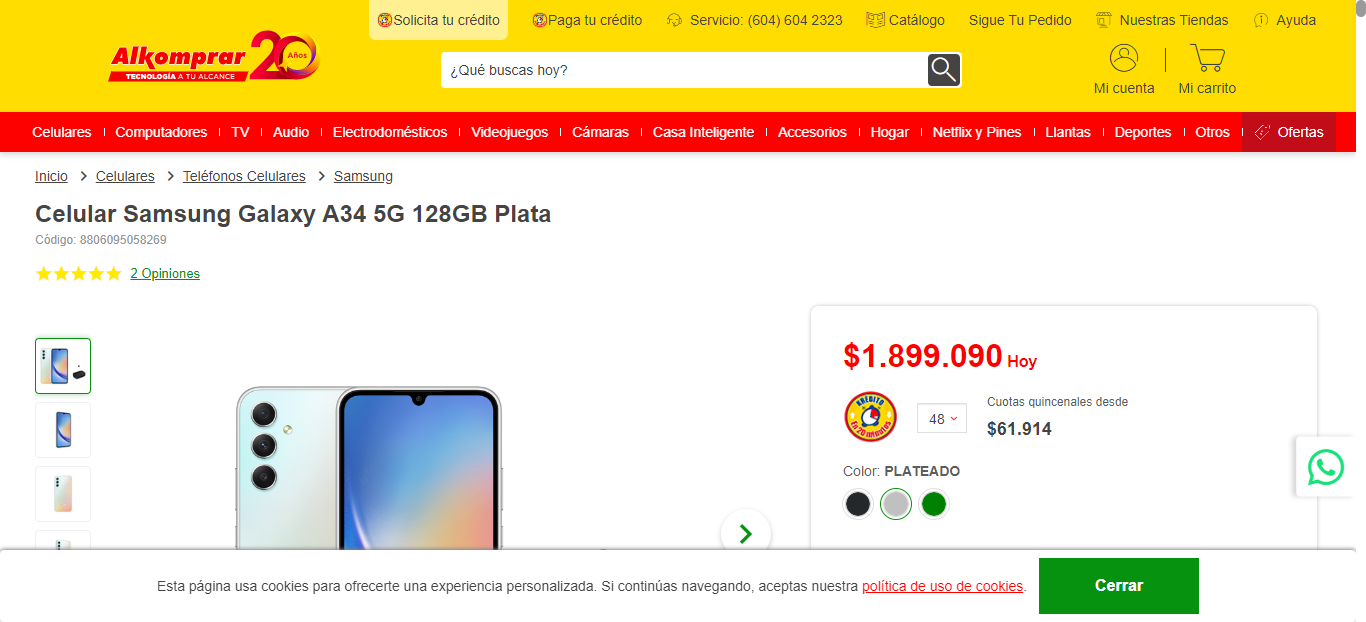 Solicita tu crédito
Paga tu crédito
Servicio: (604) 604 2323
Catálogo
Sigue Tu Pedido
Nuestras Tiendas
Ayuda
Alkomprar 20 Años
TECNOLOGÍA A TU ALCANCE
¿Qué buscas hoy?
Mi cuenta
Mi carrito
Celulares
Computadores
TV
Audio
Electrodomésticos
Videojuegos
Cámaras
Casa Inteligente
Accesorios
Hogar
Netflix y Pines
Llantas
Deportes
Otros
Ofertas
Inicio
Celulares
Teléfonos Celulares
Samsung
Celular Samsung Galaxy A34 5G 128GB Plata
Código: 8806095058269
2 Opiniones
$1.899.090 Hoy
KRÉDITO
En 20 minutos
48
Cuotas quincenales desde
$61.914
Color: PLATEADO
Esta página usa cookies para ofrecerte una experiencia personalizada. Si continúas navegando, aceptas nuestra política de uso de cookies.
Cerrar